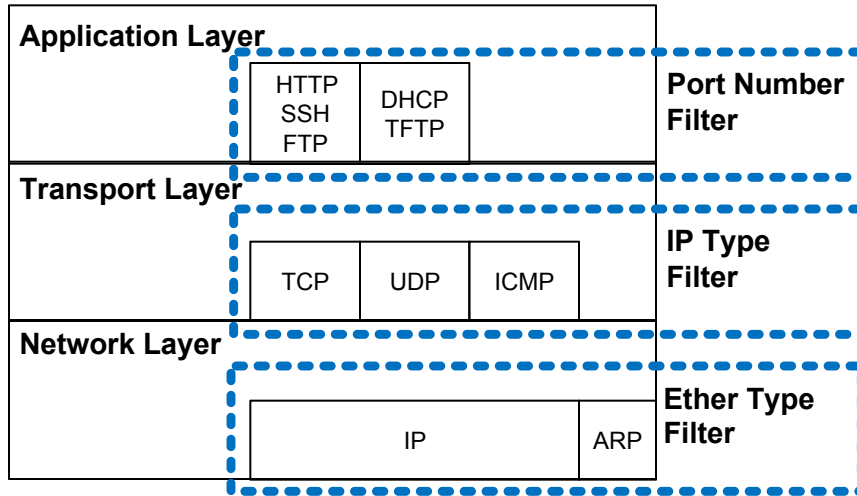 Application Layer
HTTP
SSH
FTP
DHCP
TFTP
Port Number
Filter
Transport Layer
TCP
UDP
ICMP
IP Type
Filter
Network Layer
IP
ARP
Ether Type
Filter